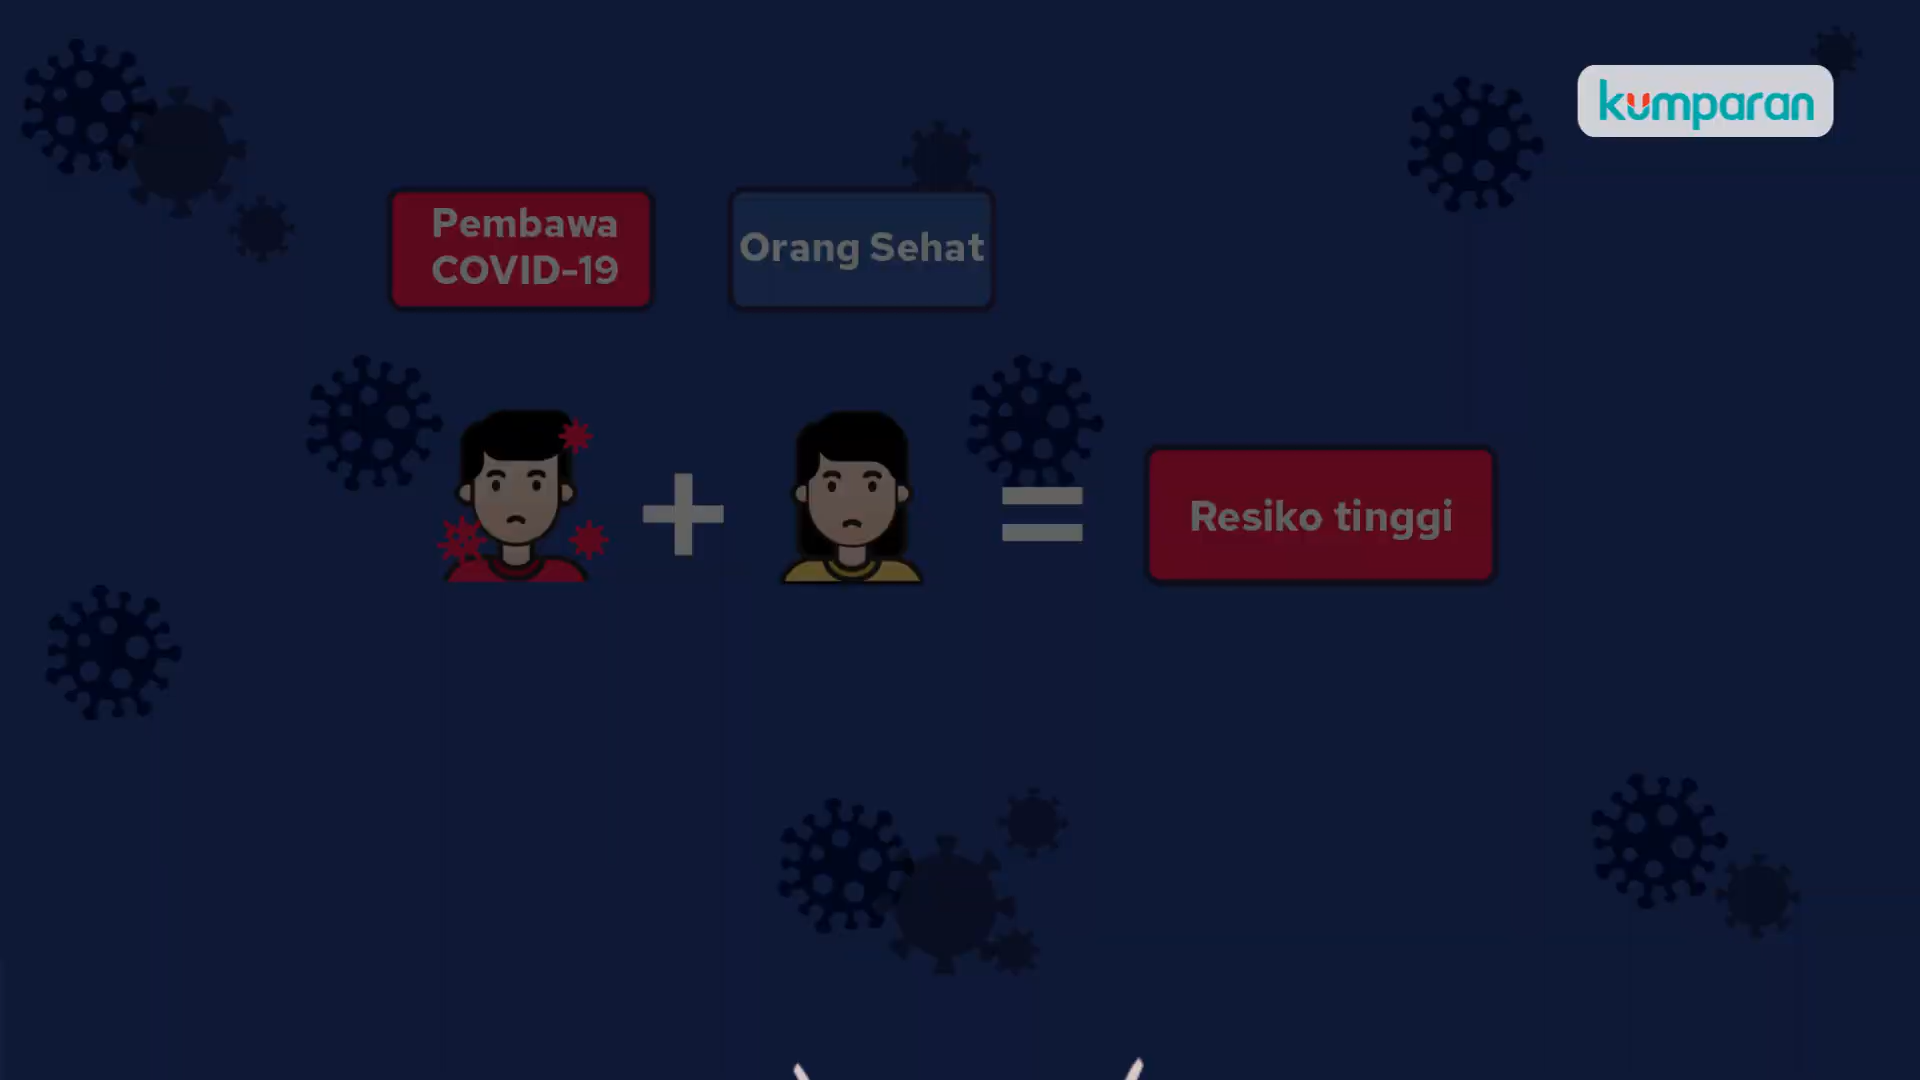 kumparan
Pembawa
COVID-19
Orang Sehat
Resiko tinggi